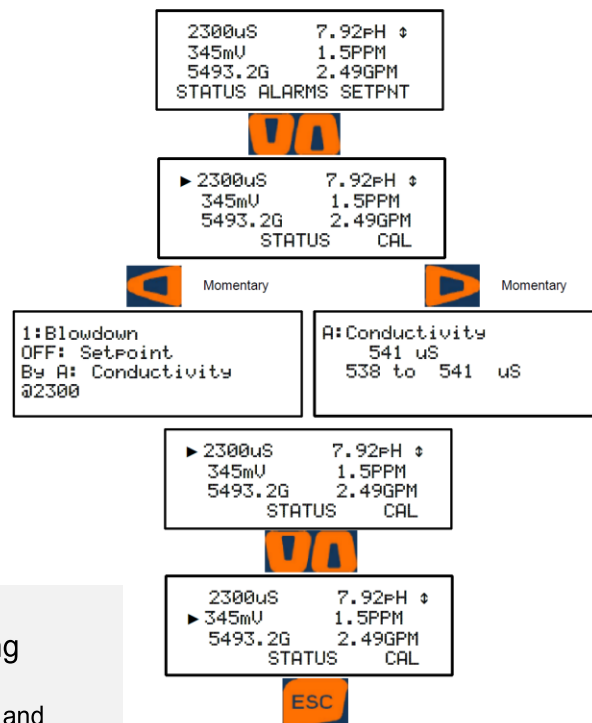 2300uS 7.92pH ↕
345mV 1.5PPM
5493.2G 2.49GPM
STATUS ALARMS SETPNT
►2300uS 7.92pH ↕
345mV 1.5PPM
5493.2G 2.49GPM
STATUS CAL
Momentary
Momentary
1:Blowdown
OFF: Setpoint
By A: Conductivity
@2300
A:Conductivity
541 uS
538 to 541 uS
►2300uS 7.92pH ↕
345mV 1.5PPM
5493.2G 2.49GPM
STATUS CAL
2300uS 7.92pH ↕
►345mV 1.5PPM
5493.2G 2.49GPM
STATUS CAL
ESC
and